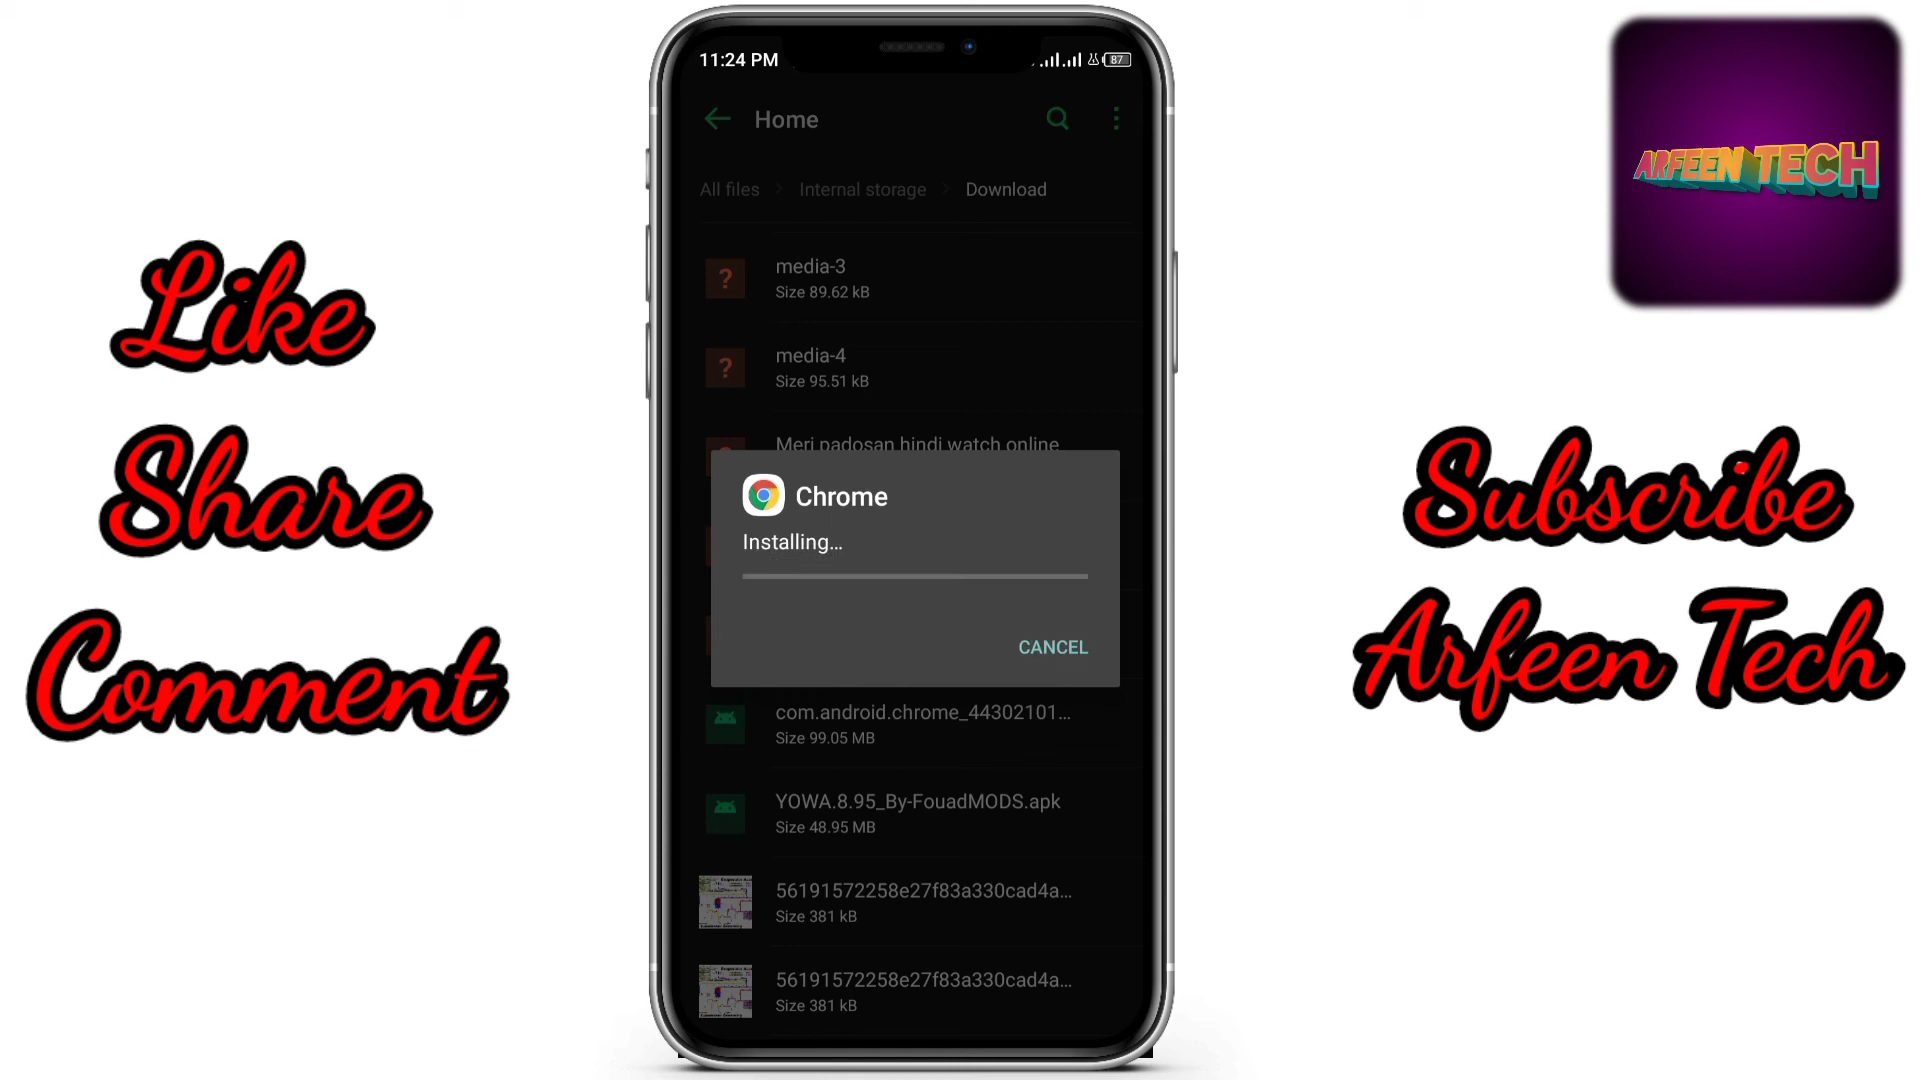 11:24 PM
87
Home
All files > Internal storage > Download
media-3
Size 89.62 kB
media-4
Size 95.51 kB
Meri padosan hindi watch online
Chrome
Installing...
CANCEL
com.android.chrome_44302101...
Size 99.05 MB
YOWA.8.95_By-FouadMODS.apk
Size 48.95 MB
56191572258e27f83a330cad4a...
Size 381 kB
56191572258e27f83a330cad4a...
Size 381 kB
Like
Share
Comment
ARFEEN TECH
Subscribe
Arfeen Tech